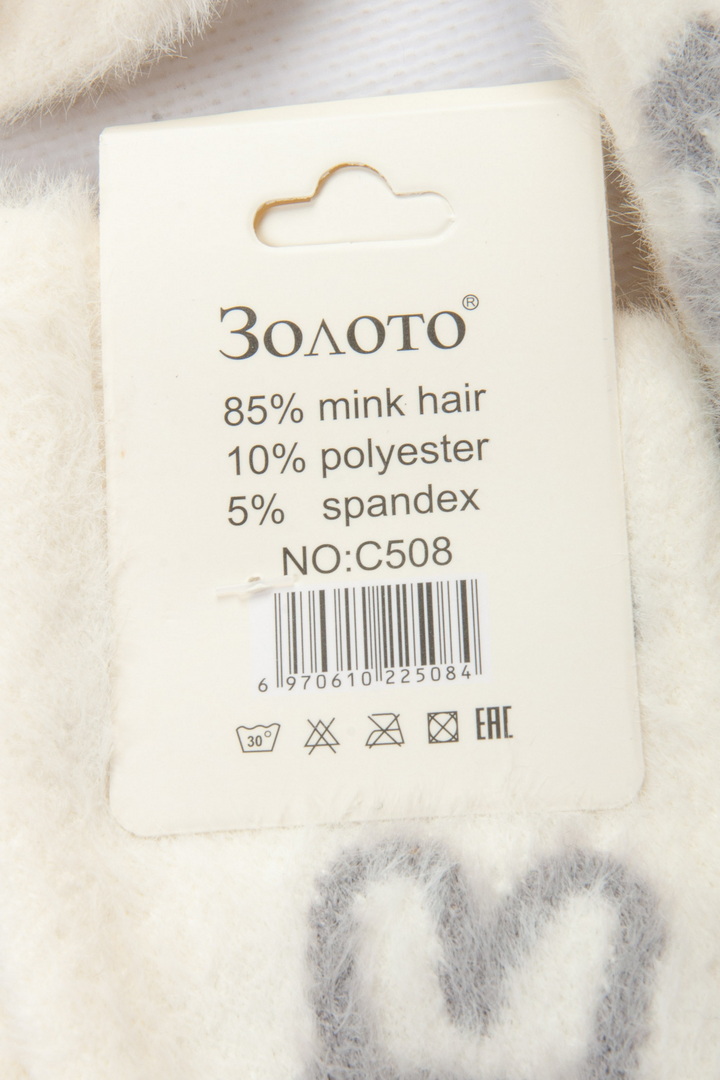 Золото®
85% mink hair
10% polyester
5% spandex
NO:C508
6 970610 225084
30°
EAC